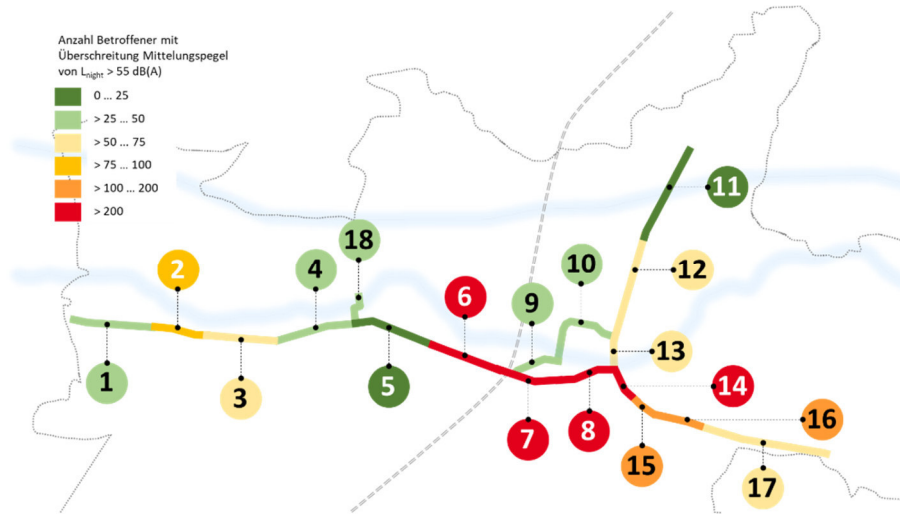 Anzahl Betroffener mit
Überschreitung Mittelungspegel
von Lnight > 55 dB(A)
0 ... 25
> 25 ... 50
> 50 ... 75
> 75 ... 100
> 100 ... 200
> 200
11
18
2
4
10
12
6
9
13
1
3
5
14
7
8
16
15
17